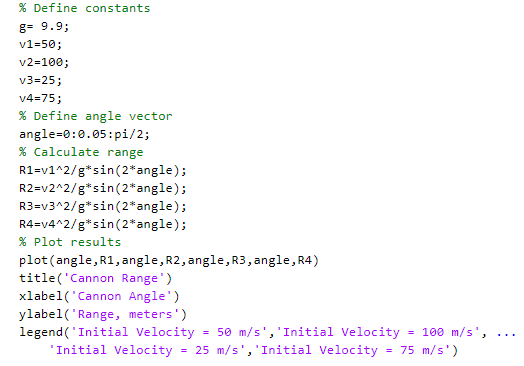 % Define constants
g= 9.9;
v1=50;
v2=100;
v3=25;
v4=75;
% Define angle vector
angle=0:0.05:pi/2;
% Calculate range
R1=v1^2/g*sin(2*angle);
R2=v2^2/g*sin(2*angle);
R3=v3^2/g*sin(2*angle);
R4=v4^2/g*sin(2*angle);
% Plot results
plot(angle,R1,angle,R2,angle,R3,angle,R4)
title('Cannon Range')
xlabel('Cannon Angle')
ylabel('Range, meters')
legend('Initial Velocity = 50 m/s','Initial Velocity = 100 m/s', ...
    'Initial Velocity = 25 m/s','Initial Velocity = 75 m/s')